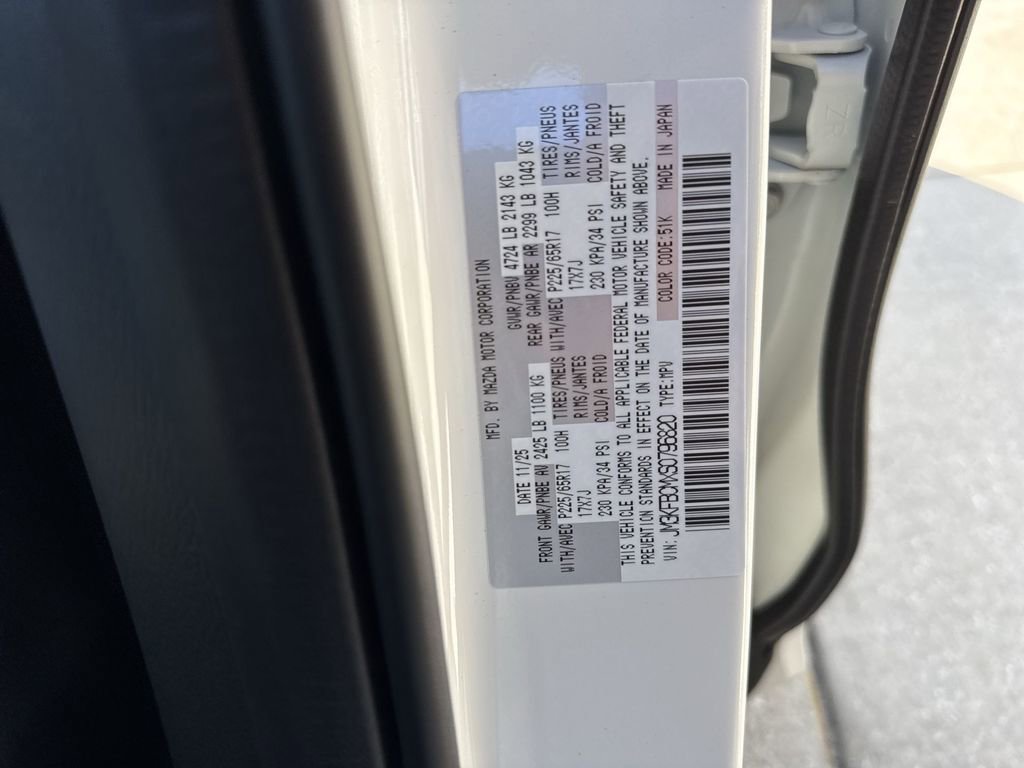 MFD. BY MAZDA MOTOR CORPORATION
DATE 11/25 GVWR/PNBV 4724 LB 2143 KG
FRONT GAWR/PNBE AV 2425 LB 1100 KG REAR GAWR/PNBE AR 2299 LB 1043 KG
WITH/AVEC P225/65R17 100H TIRES/PNEUS WITH/AVEC P225/65R17 100H TIRES/PNEUS
17X7J RIMS/JANTES 17X7J RIMS/JANTES
230 KPA/34 PSI COLD/A FROID 230 KPA/34 PSI COLD/A FROID
THIS VEHICLE CONFORMS TO ALL APPLICABLE FEDERAL MOTOR VEHICLE SAFETY AND THEFT
PREVENTION STANDARDS IN EFFECT ON THE DATE OF MANUFACTURE SHOWN ABOVE.
VIN: JM3KFBCMXS0796820 TYPE:MPV COLOR CODE:51K MADE IN JAPAN
ZR